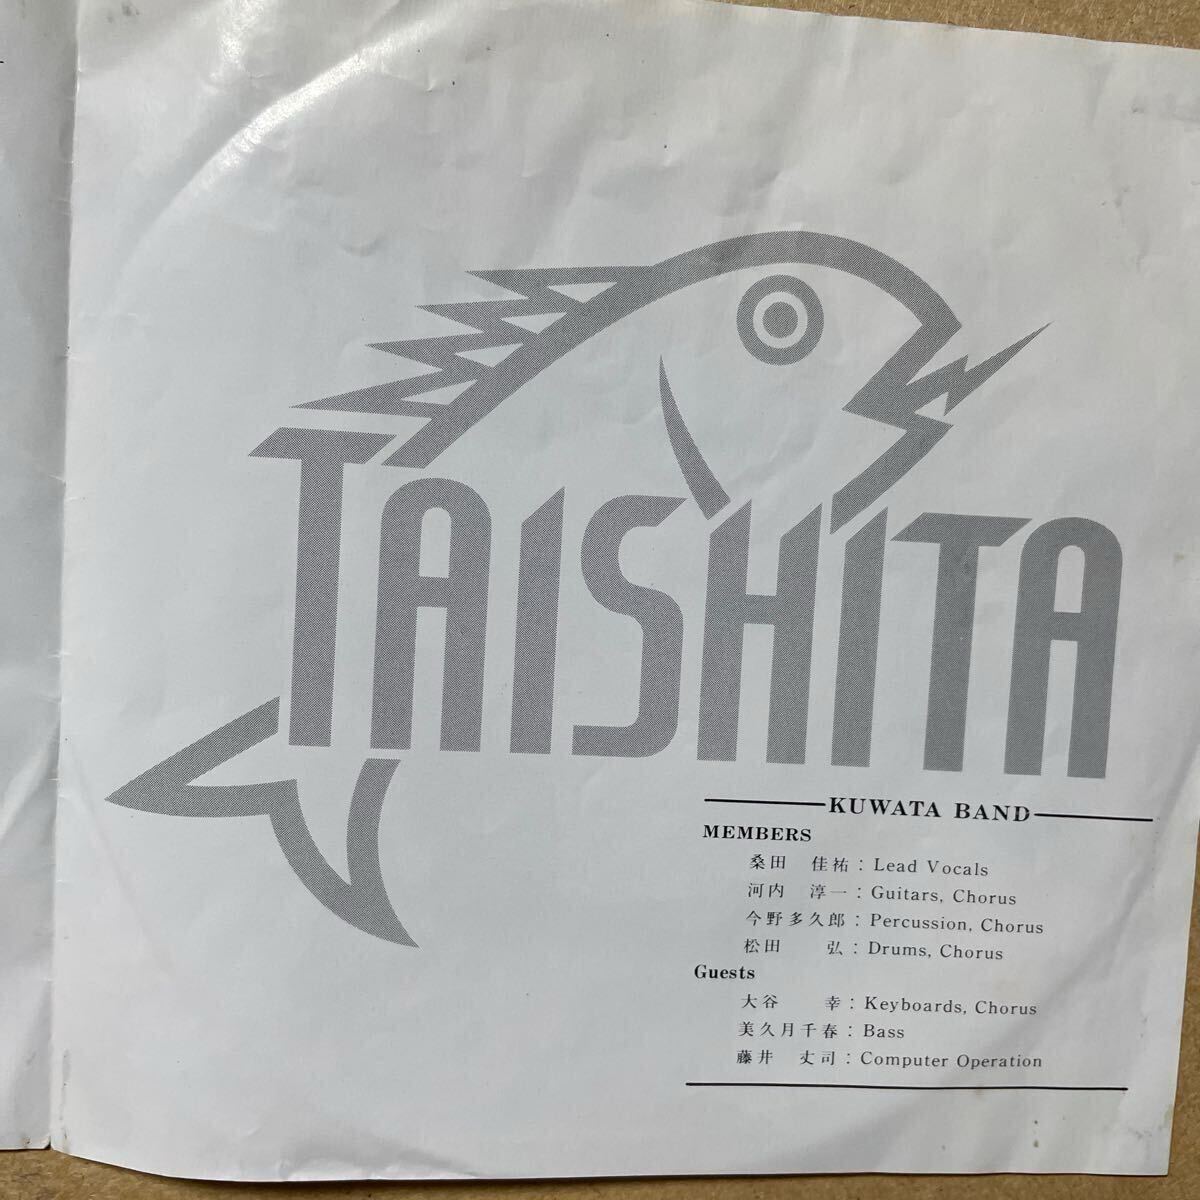 TAISHITA
KUWATA BAND
MEMBERS
桑田 佳祐：Lead Vocals
河内 淳一：Guitars, Chorus
今野多久郎：Percussion, Chorus
松田 弘：Drums, Chorus
Guests
大谷 幸：Keyboards, Chorus
美久月千春：Bass
藤井 丈司：Computer Operation